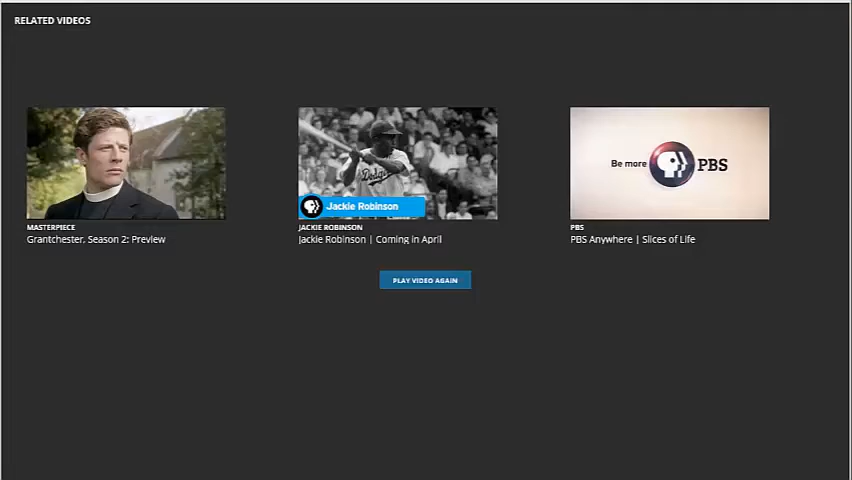 RELATED VIDEOS
Dodgers
Jackie Robinson
Be more PBS
MASTERPIECE
Grantchester, Season 2: Preview
JACKIE ROBINSON
Jackie Robinson | Coming in April
PBS
PBS Anywhere | Slices of Life
PLAY VIDEO AGAIN